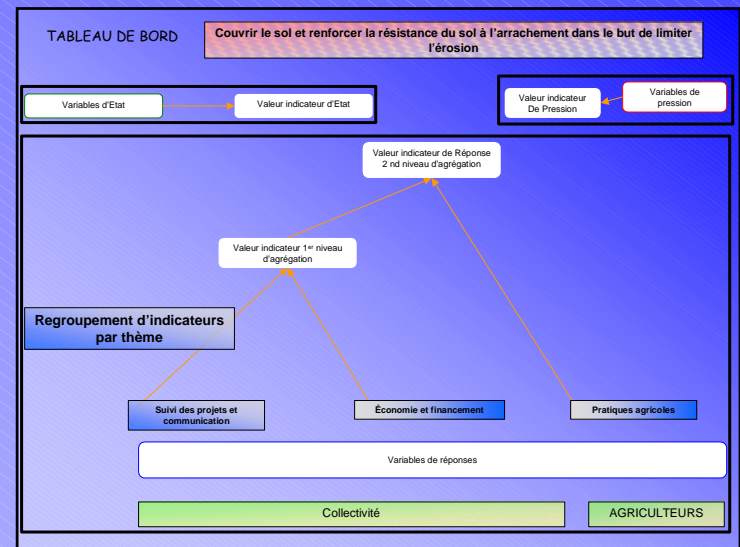 TABLEAU DE BORD
Couvrir le sol et renforcer la résistance du sol à l'arrachement dans le but de limiter
l'érosion
Variables d'Etat
Valeur indicateur d'Etat
Valeur indicateur
De Pression
Variables de
pression
Valeur indicateur de Réponse
2 nd niveau d'agrégation
Valeur indicateur 1er niveau
d'agrégation
Regroupement d'indicateurs
par thème
Suivi des projets et
communication
Économie et financement
Pratiques agricoles
Variables de réponses
Collectivité
AGRICULTEURS